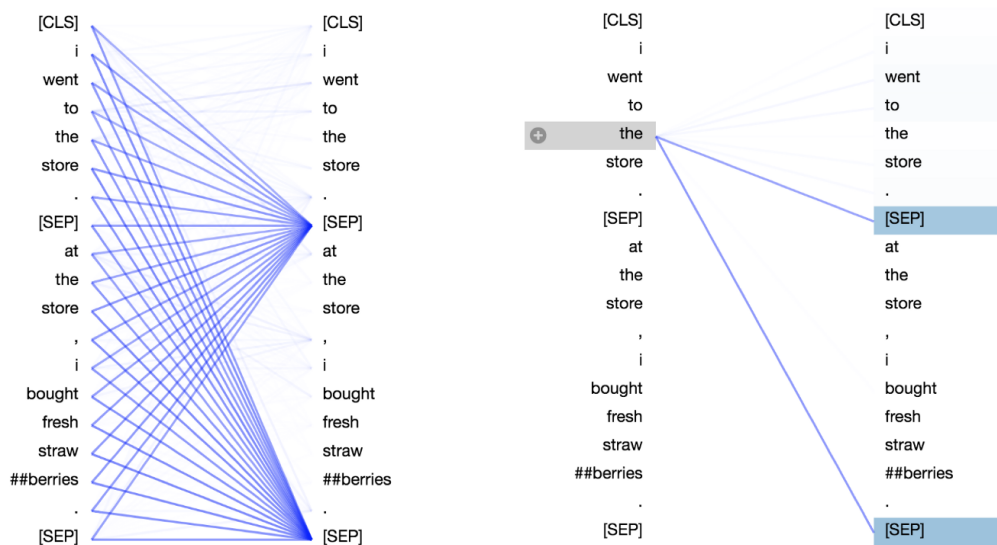 [CLS] [CLS] [CLS] [CLS]
i i i i
went went went went
to to to to
the the the the
store store store store
. . . .
[SEP] [SEP] [SEP] [SEP]
at at at at
the the the the
store store store store
, , , ,
i i i i
bought bought bought bought
fresh fresh fresh fresh
straw straw straw straw
##berries ##berries ##berries ##berries
. . . .
[SEP] [SEP] [SEP] [SEP]